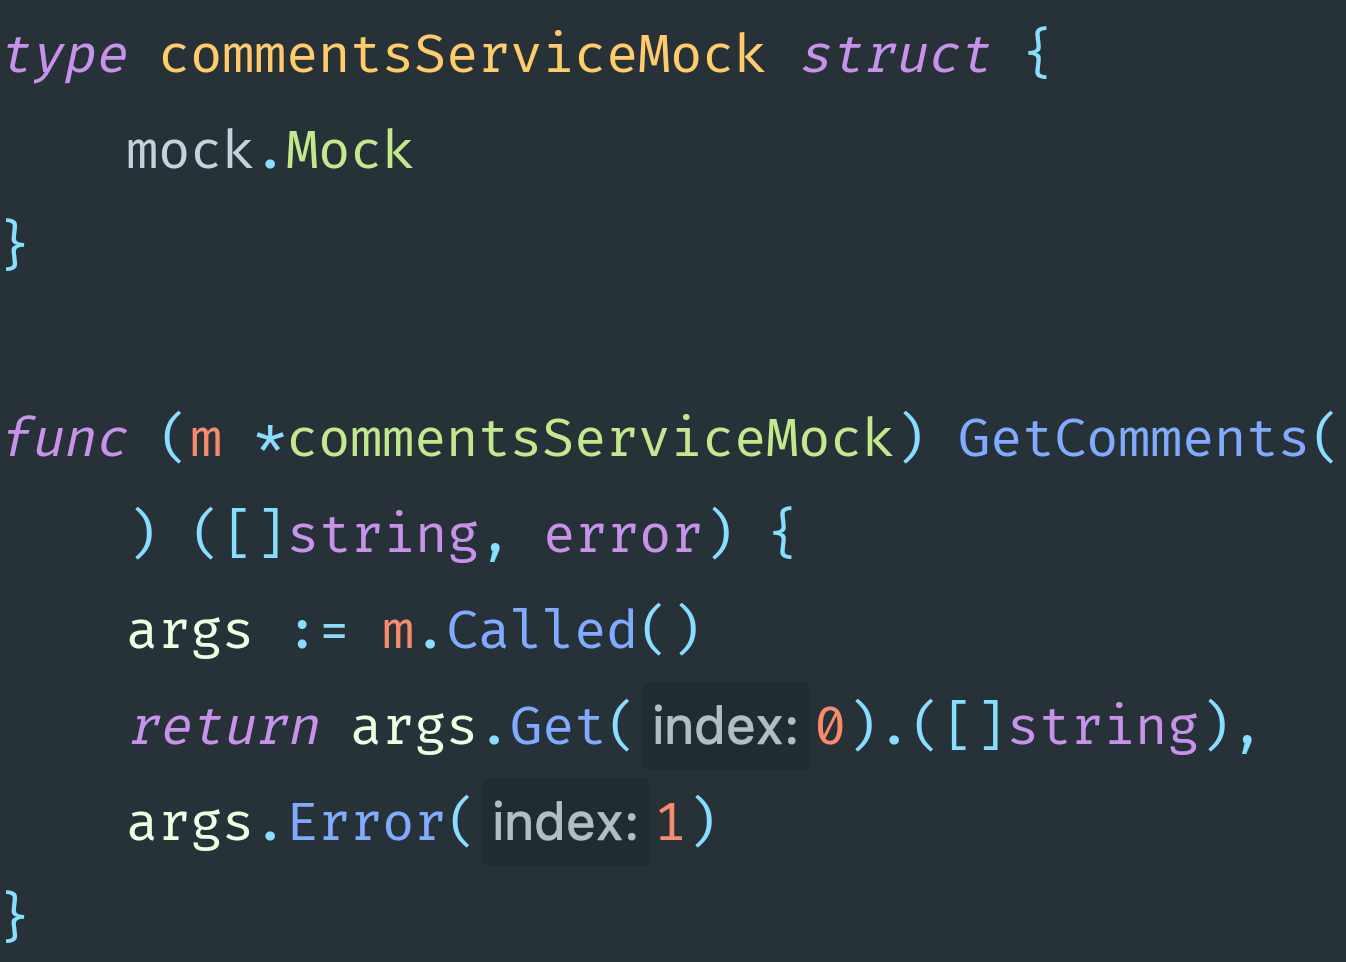 type commentsServiceMock struct {
    mock.Mock
}

func (m *commentsServiceMock) GetComments(
    ) ([]string, error) {
    args := m.Called()
    return args.Get( index: 0).([]string),
    args.Error( index: 1)
}